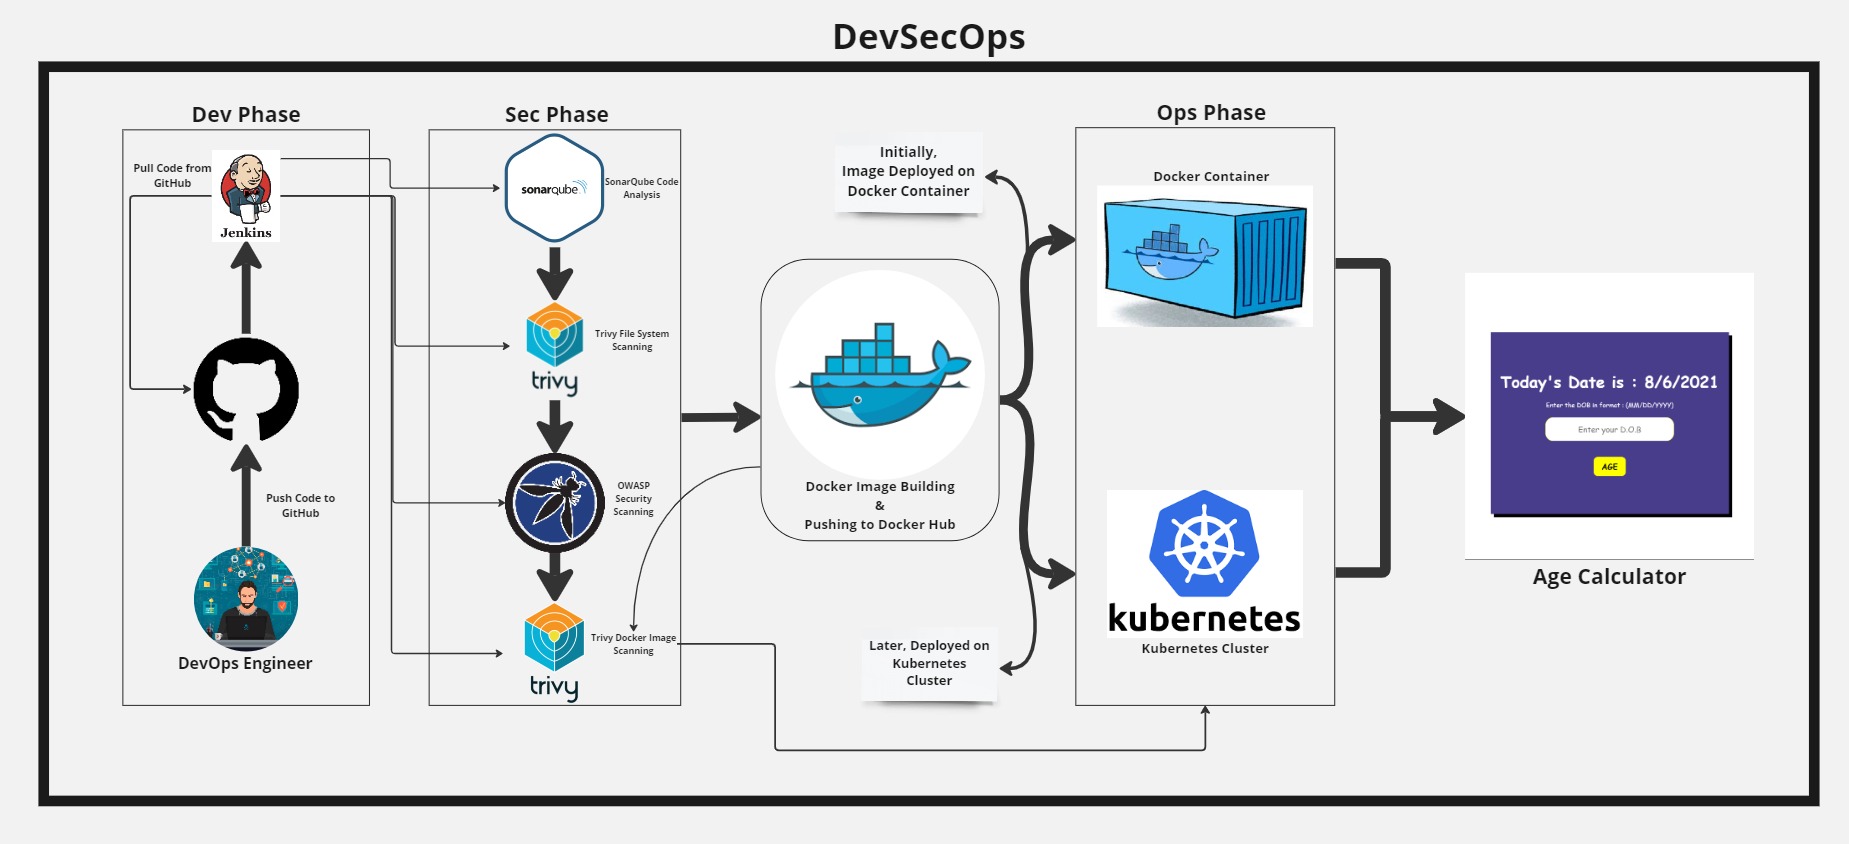 DevSecOps
Dev Phase
Pull Code from
GitHub
Jenkins
Push Code to
GitHub
DevOps Engineer
Sec Phase
sonarqube
SonarQube Code
Analysis
Trivy File System
Scanning
trivy
OWASP
Security
Scanning
Trivy Docker Image
Scanning
trivy
Docker Image Building
&
Pushing to Docker Hub
Initially,
Image Deployed on
Docker Container
Later, Deployed on
Kubernetes
Cluster
Ops Phase
Docker Container
kubernetes
Kubernetes Cluster
Today's Date is : 8/6/2021
Enter the DOB in format : (MM/DD/YYYY)
Enter your D.O.B
AGE
Age Calculator